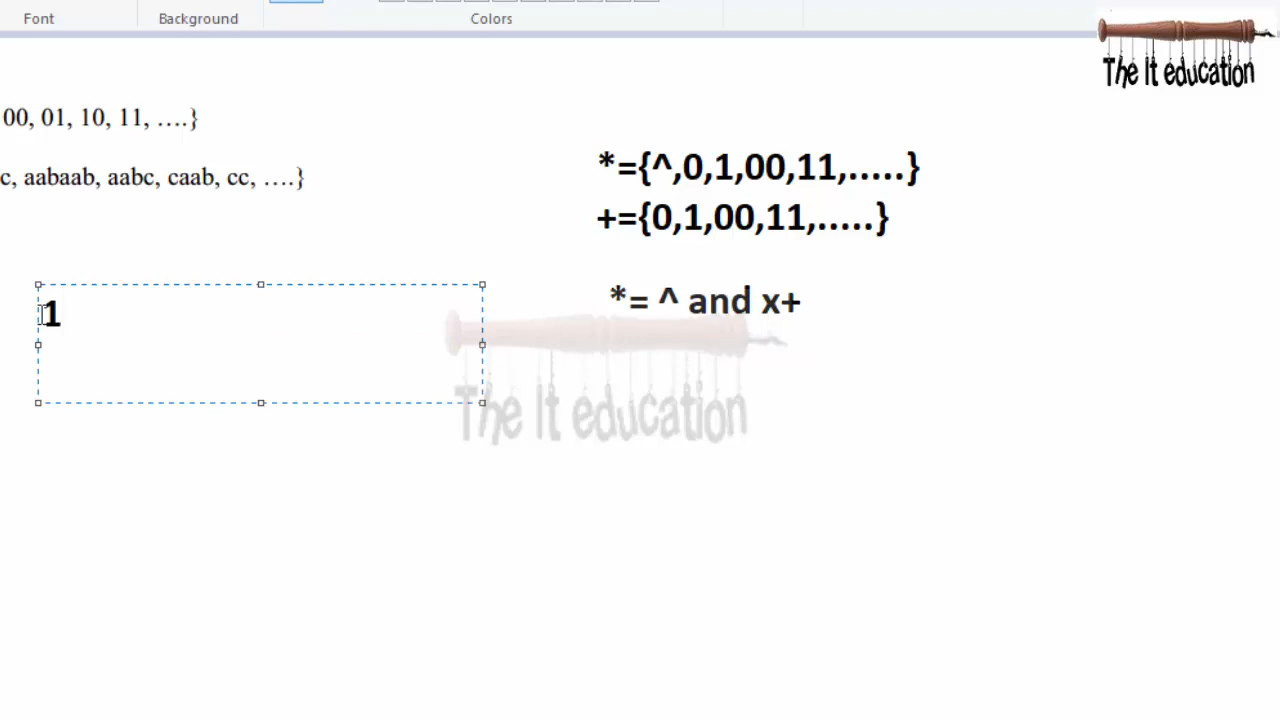 Font Background Colors
The It education
00, 01, 10, 11, ….}
c, aabaab, aabc, caab, cc, ….}
*={^,0,1,00,11,.....}
+={0,1,00,11,.....}
*= ^ and x+
1
The It education